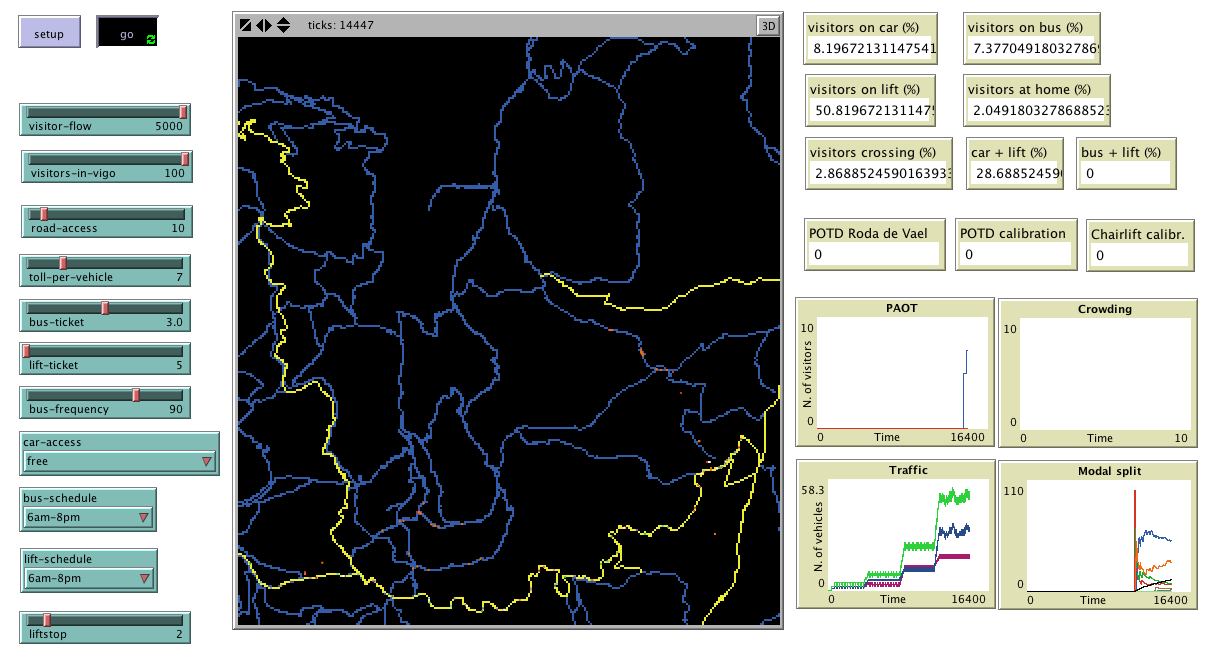 setup
go
ticks: 14447
3D
visitor-flow 5000
visitors-in-vigo 100
road-access 10
toll-per-vehicle 7
bus-ticket 3.0
lift-ticket 5
bus-frequency 90
car-access
free
bus-schedule
6am-8pm
lift-schedule
6am-8pm
liftstop 2
visitors on car (%)
8.19672131147541
visitors on bus (%)
7.3770491803278
visitors on lift (%)
50.819672131147
visitors at home (%)
2.049180327868852
visitors crossing (%)
2.868852459016393
car + lift (%)
28.68852459
bus + lift (%)
0
POTD Roda de Vael
0
POTD calibration
0
Chairlift calibr.
0
PAOT
10
N. of visitors
0
0 Time 16400
Crowding
10
0
0 Time 10
Traffic
58.3
N. of vehicles
0
0 Time 16400
Modal split
110
0
0 Time 16400